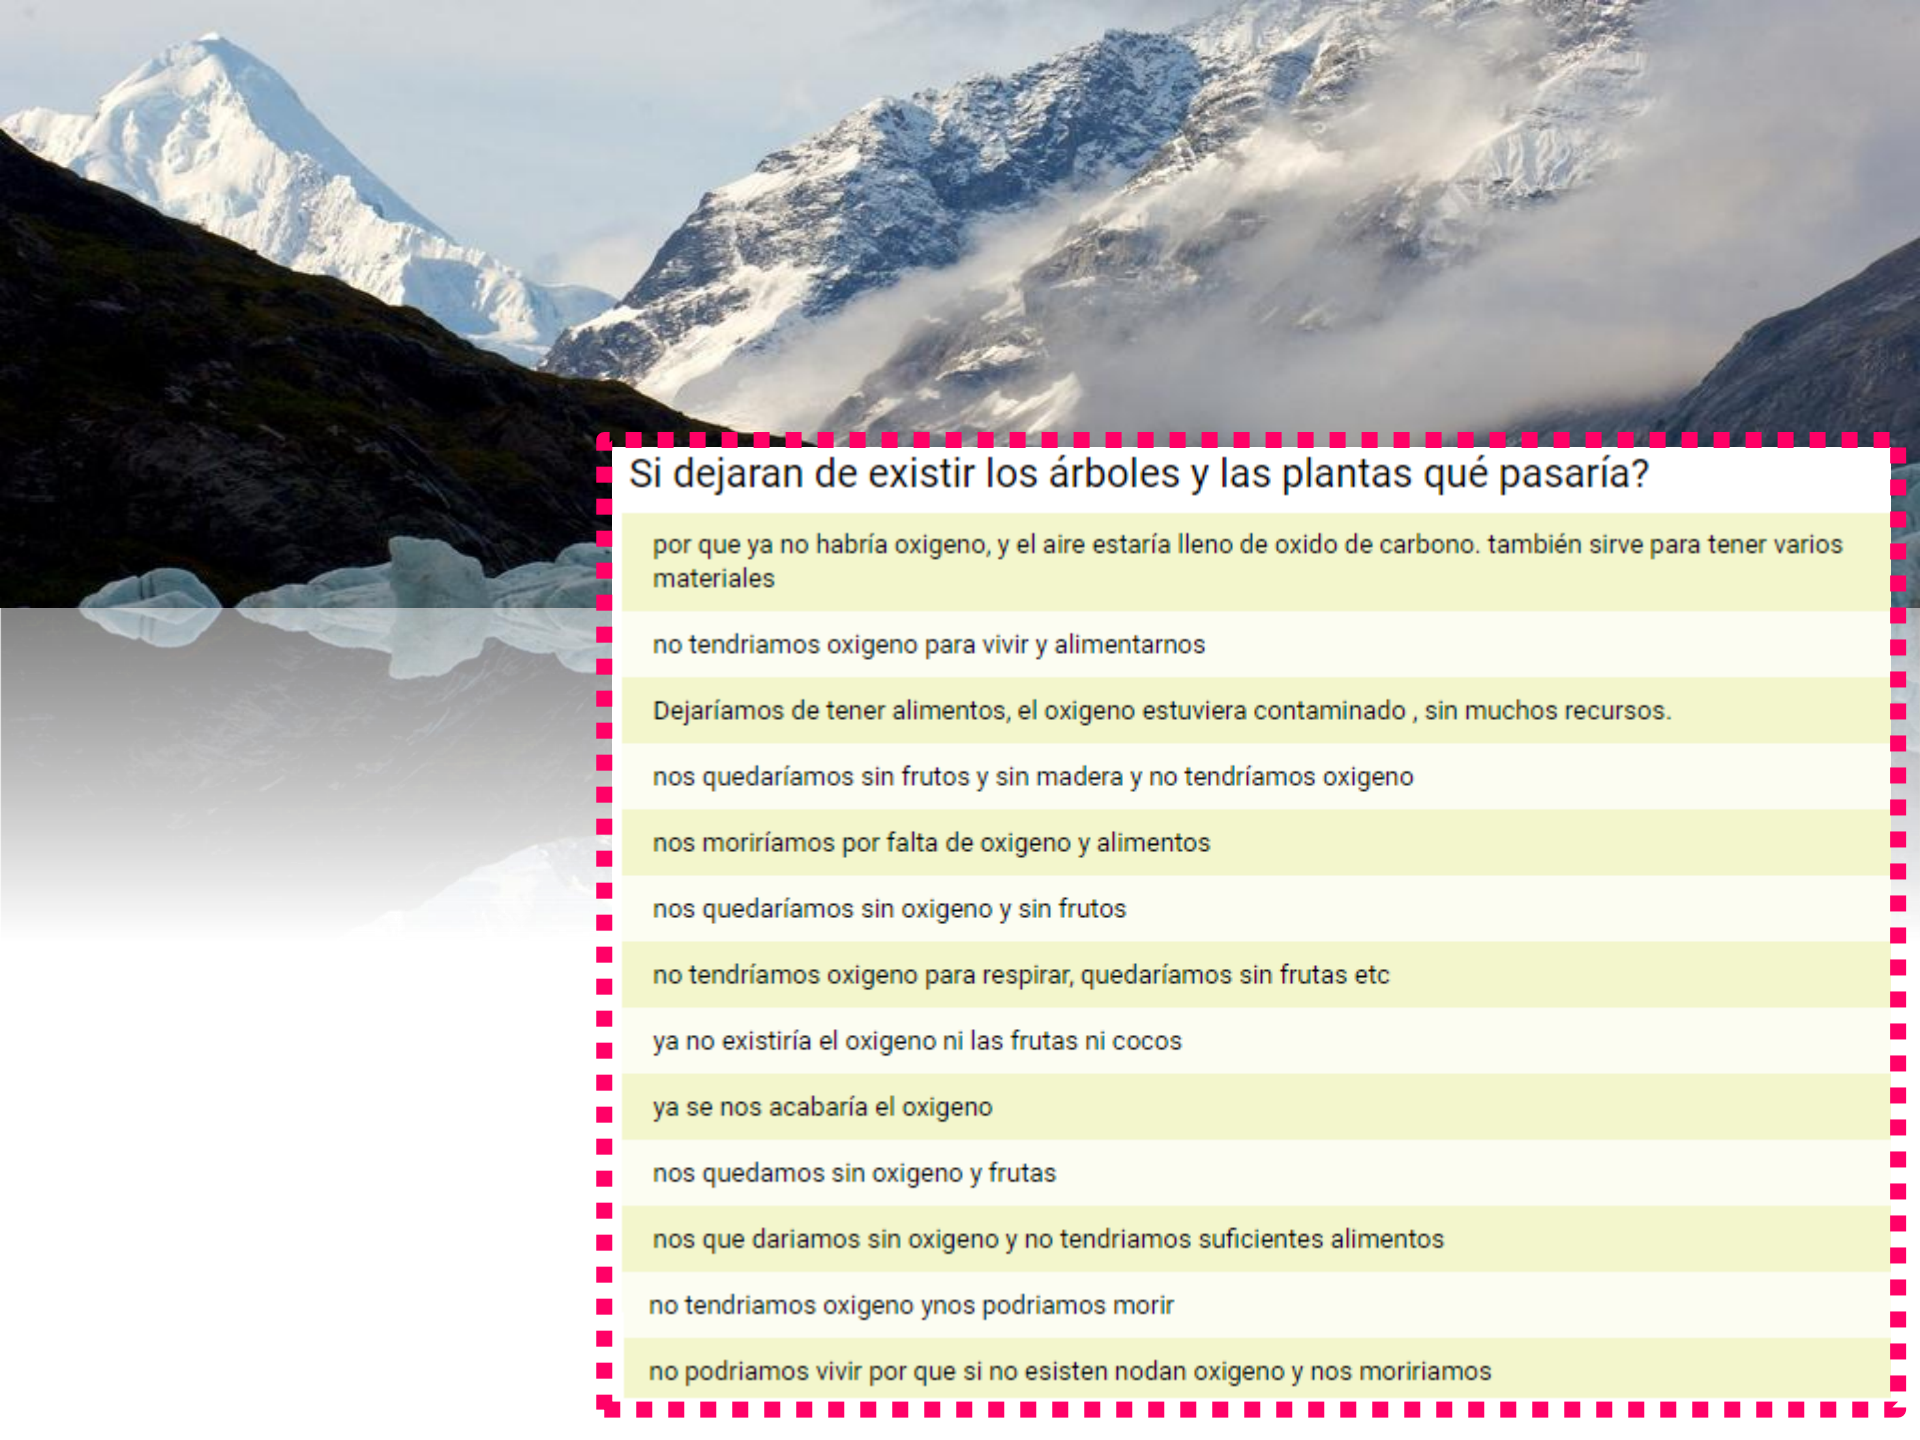 Si dejaran de existir los árboles y las plantas qué pasaría?
por que ya no habría oxigeno, y el aire estaría lleno de oxido de carbono. también sirve para tener varios
materiales
no tendriamos oxigeno para vivir y alimentarnos
Dejaríamos de tener alimentos, el oxigeno estuviera contaminado , sin muchos recursos.
nos quedaríamos sin frutos y sin madera y no tendríamos oxigeno
nos moriríamos por falta de oxigeno y alimentos
nos quedaríamos sin oxigeno y sin frutos
no tendríamos oxigeno para respirar, quedaríamos sin frutas etc
ya no existiría el oxigeno ni las frutas ni cocos
ya se nos acabaría el oxigeno
nos quedamos sin oxigeno y frutas
nos que dariamos sin oxigeno y no tendriamos suficientes alimentos
no tendriamos oxigeno ynos podriamos morir
no podriamos vivir por que si no esisten nodan oxigeno y nos moririamos